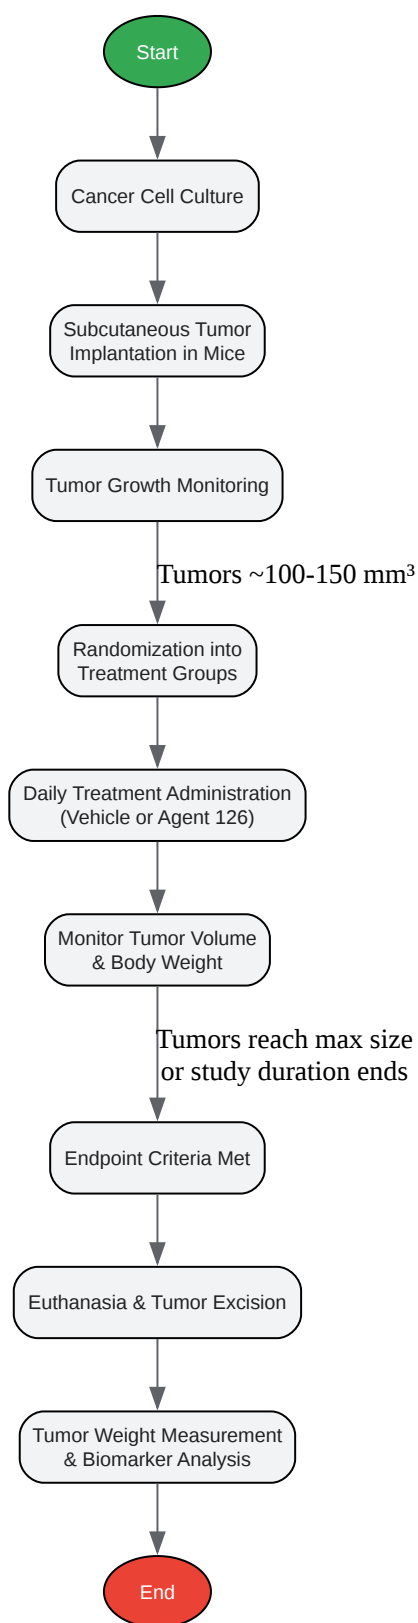 Start
Cancer Cell Culture
Subcutaneous Tumor
Implantation in Mice
Tumor Growth Monitoring
Tumors ~100-150 mm³
Randomization into
Treatment Groups
Daily Treatment Administration
(Vehicle or Agent 126)
Monitor Tumor Volume
& Body Weight
Tumors reach max size
or study duration ends
Endpoint Criteria Met
Euthanasia & Tumor Excision
Tumor Weight Measurement
& Biomarker Analysis
End